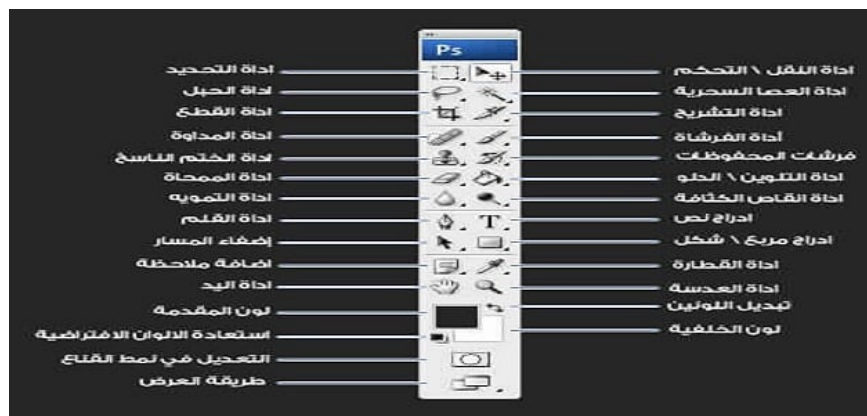 Ps
اداة النقل \ التحكم
اداة التحديد
اداة العصا السحرية
اداة الحبل
اداة التشريح
اداة القطع
أداة الفرشاة
اداة المداوة
فرشات المحفوظات
اداة الختم الناسخ
اداة التلوين \ الدلو
اداة الممحاة
اداة القاص الكثافة
اداة التمويه
ادراج نص
اداة القلم
ادراج مربع \ شكل
إضفاء المسار
اداة القطارة
اضافة ملاحظة
اداة العدسة
اداة اليد
تبديل اللونين
لون المقدمة
لون الخلفية
استعادة الالوان الافتراضية
التعديل في نمط القناع
طريقة العرض